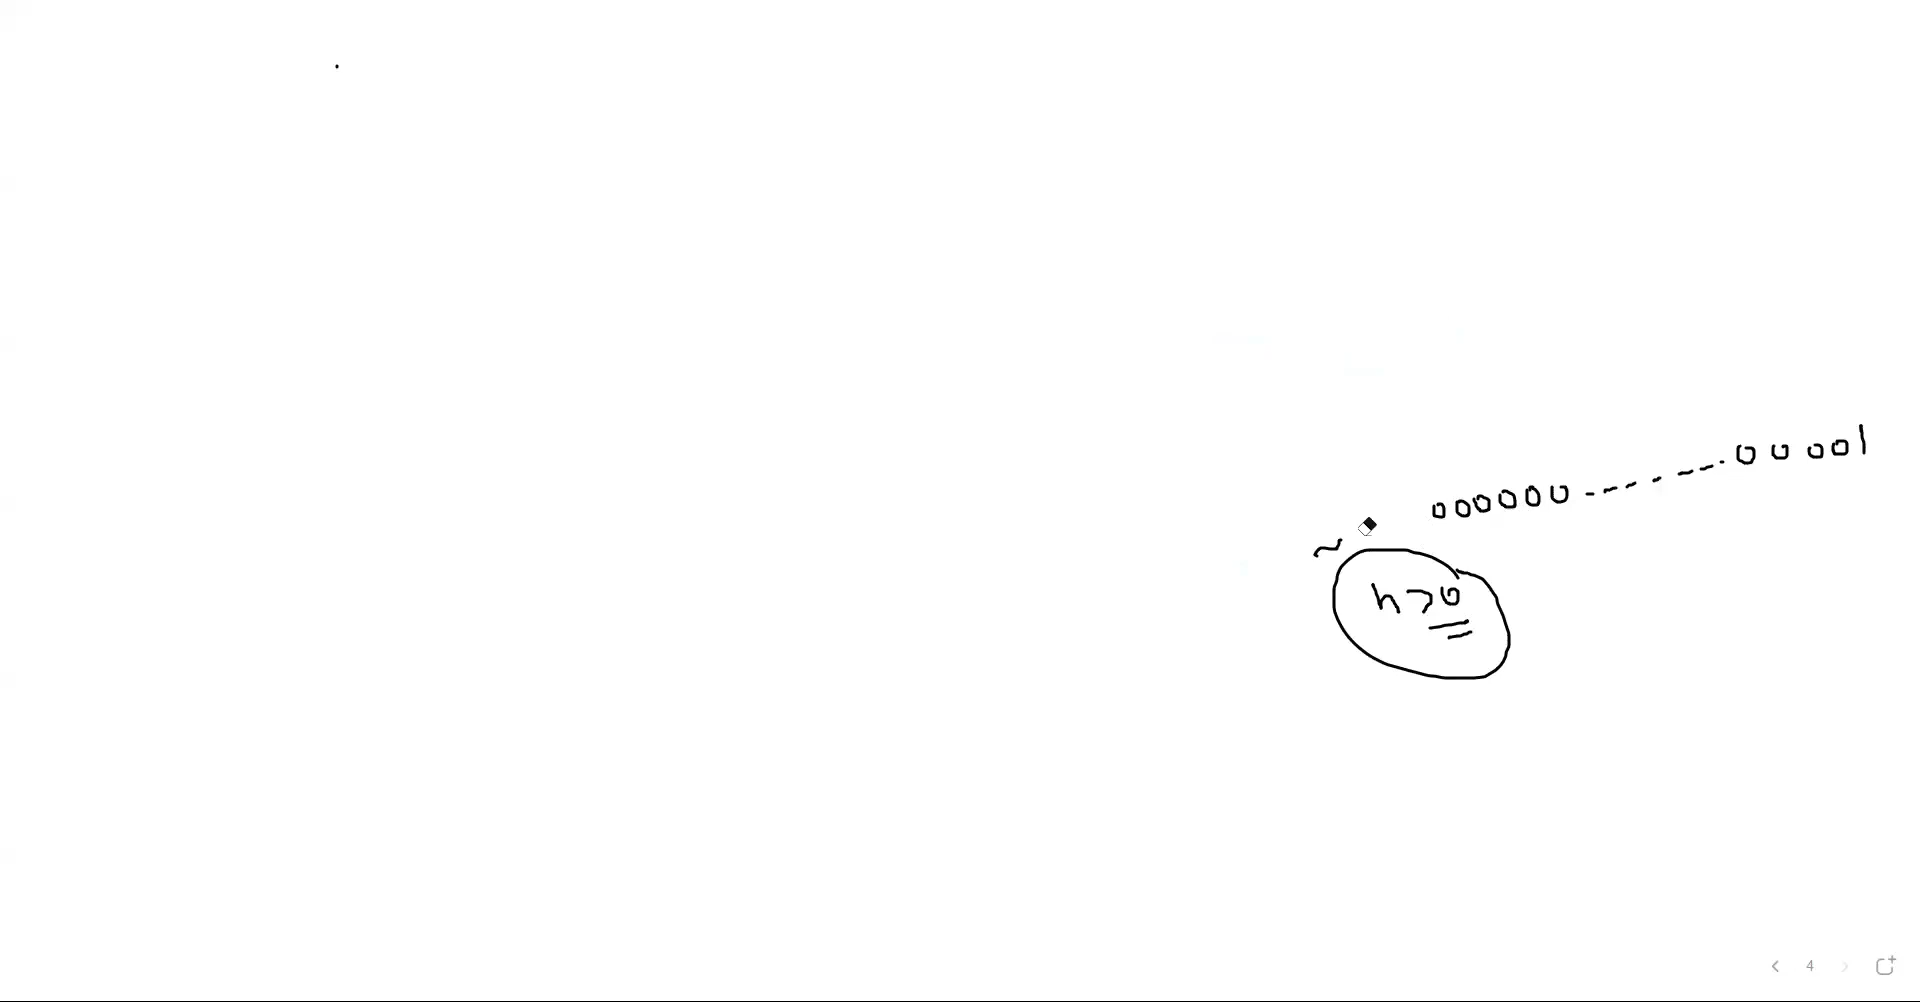 000000 - - - - - - - . 00001
~
n>0
4